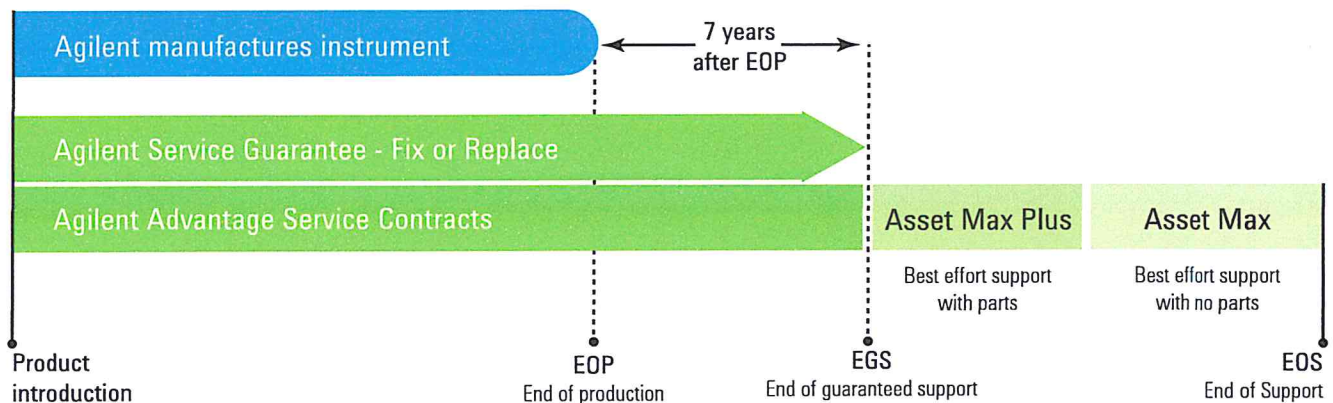 Agilent manufactures instrument
7 years
after EOP
Agilent Service Guarantee - Fix or Replace
Agilent Advantage Service Contracts
Asset Max Plus
Asset Max
Best effort support
with parts
Best effort support
with no parts
Product
introduction
EOP
End of production
EGS
End of guaranteed support
EOS
End of Support